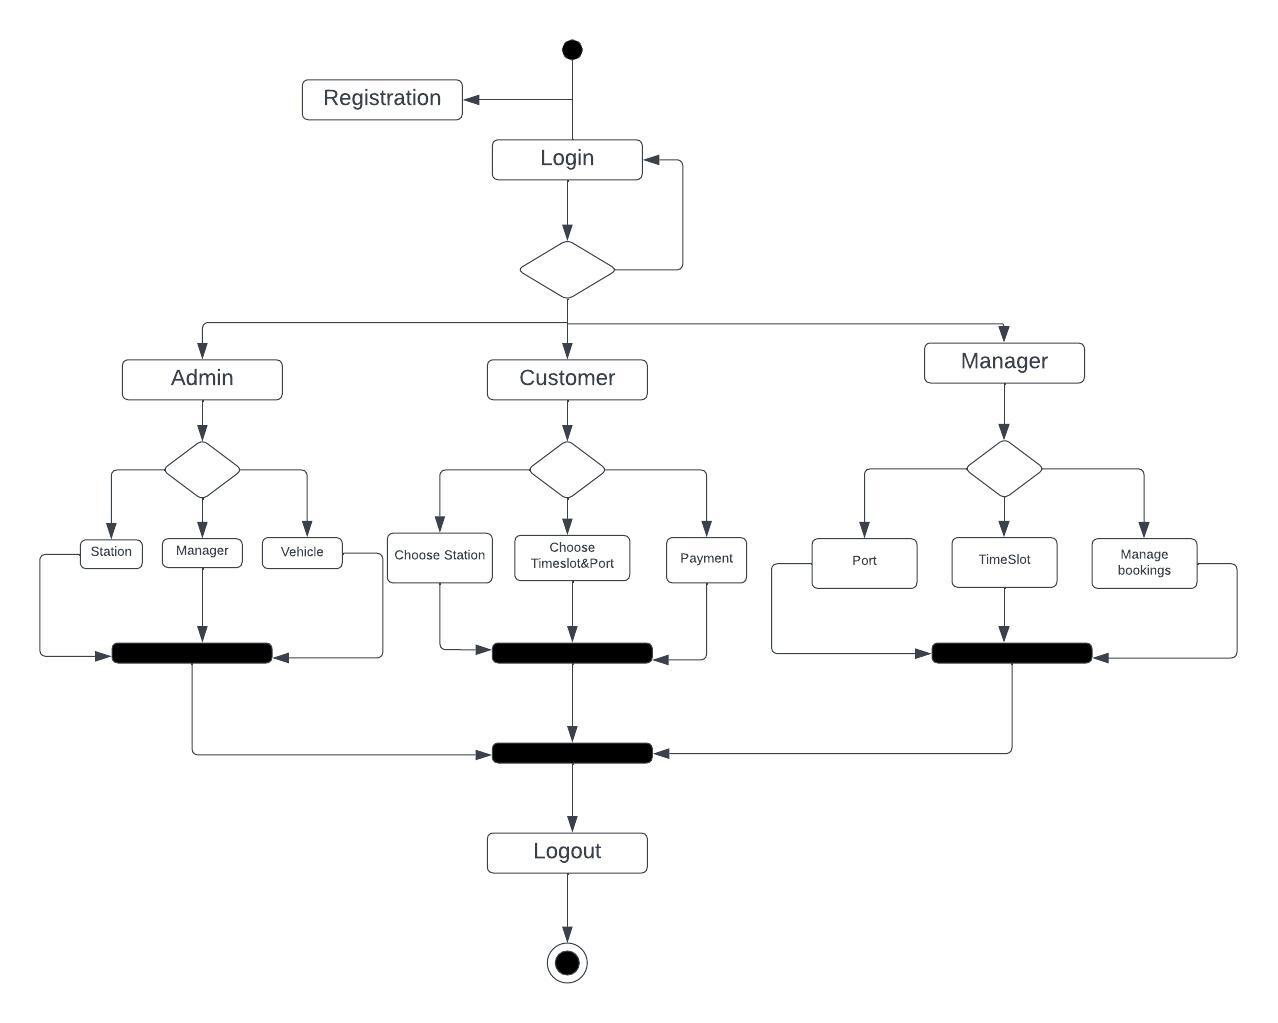 Registration
Login
Admin
Customer
Manager
Station
Manager
Vehicle
Choose Station
Choose
Timeslot&Port
Payment
Port
TimeSlot
Manage
bookings
Logout